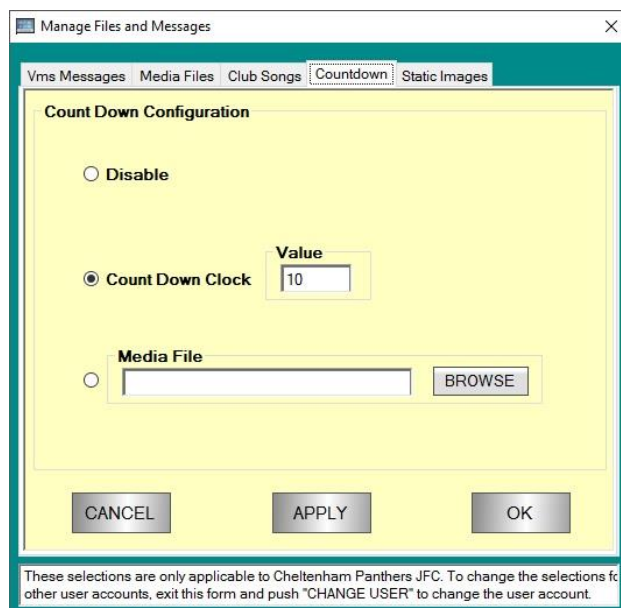 Manage Files and Messages
Vms Messages Media Files Club Songs Countdown Static Images
Count Down Configuration
Disable
Value
Count Down Clock 10
Media File
BROWSE
CANCEL APPLY OK
These selections are only applicable to Cheltenham Panthers JFC. To change the selections
other user accounts, exit this form and push "CHANGE USER" to change the user account.